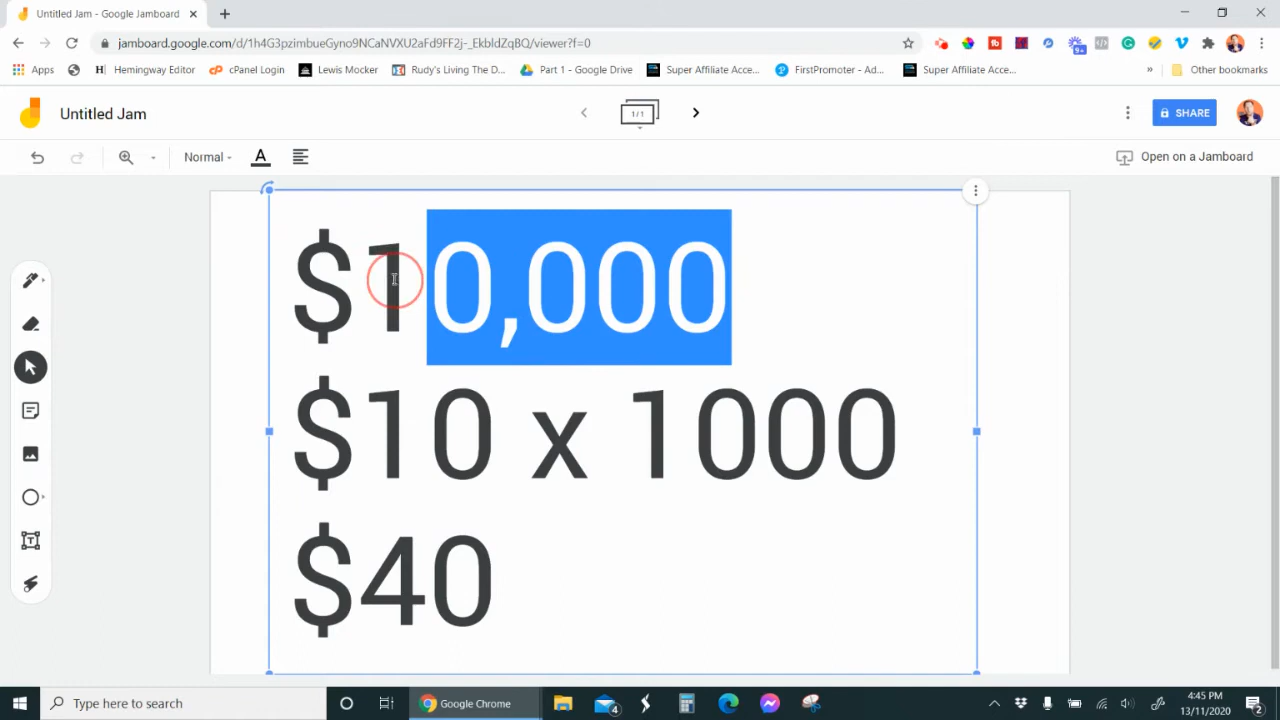 Untitled Jam - Google Jamboard
jamboard.google.com/d/1h4G3pzimbueGyno9NCaNVXU2aFd9FF2j-_EkbldZqBQ/viewer?f=0
Apps
Hemingway Editor
cPanel Login
Lewis Mocker
Rudy's Living The D...
Part 1 - Google Drive
Super Affiliate Acce...
FirstPromoter - Ad...
Super Affiliate Acce...
Other bookmarks
Untitled Jam
1/1
SHARE
Normal
Open on a Jamboard
$10,000
$10 x 1000
$40
Type here to search
Google Chrome
4
4:45 PM
13/11/2020
2